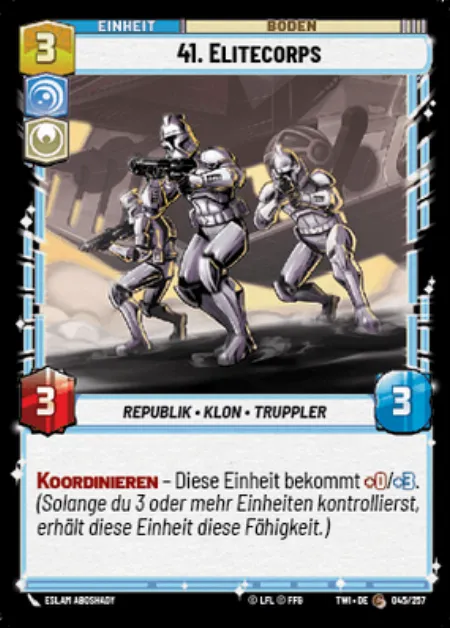 EINHEIT
BODEN
3
41. ELITECORPS
3
3
REPUBLIK • KLON • TRUPPLER
KOORDINIEREN – Diese Einheit bekommt +0/+3.
(Solange du 3 oder mehr Einheiten kontrollierst,
erhält diese Einheit diese Fähigkeit.)
ESLAM ABOSHADY
© LFL © FFG
TWI • DE
045/257